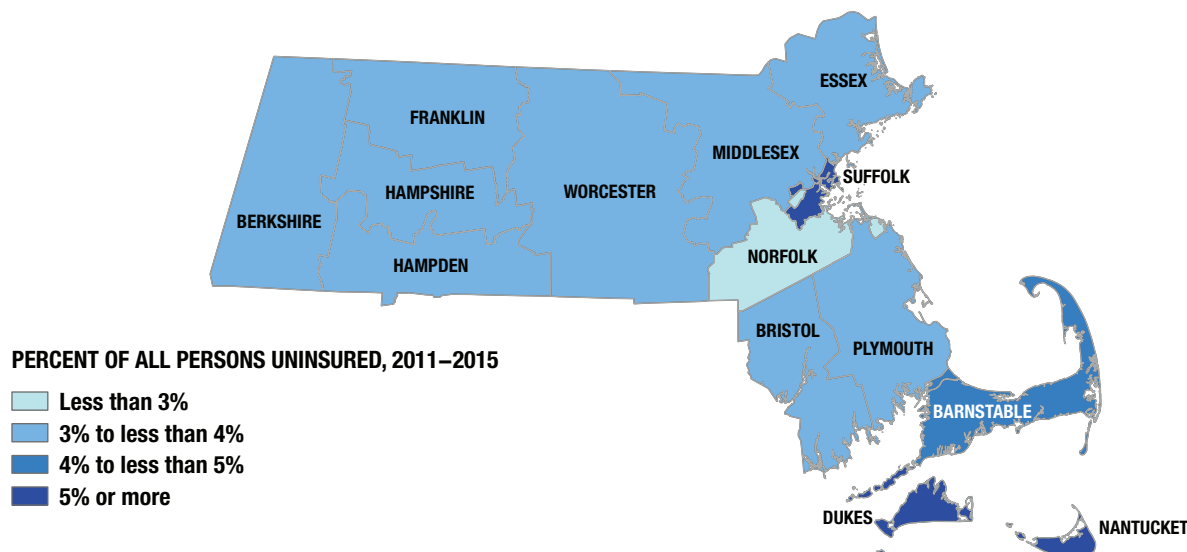 ESSEX
FRANKLIN
MIDDLESEX
SUFFOLK
HAMPSHIRE
WORCESTER
BERKSHIRE
NORFOLK
HAMPDEN
BRISTOL
PLYMOUTH
PERCENT OF ALL PERSONS UNINSURED, 2011–2015
Less than 3%
3% to less than 4%
4% to less than 5%
5% or more
BARNSTABLE
DUKES
NANTUCKET